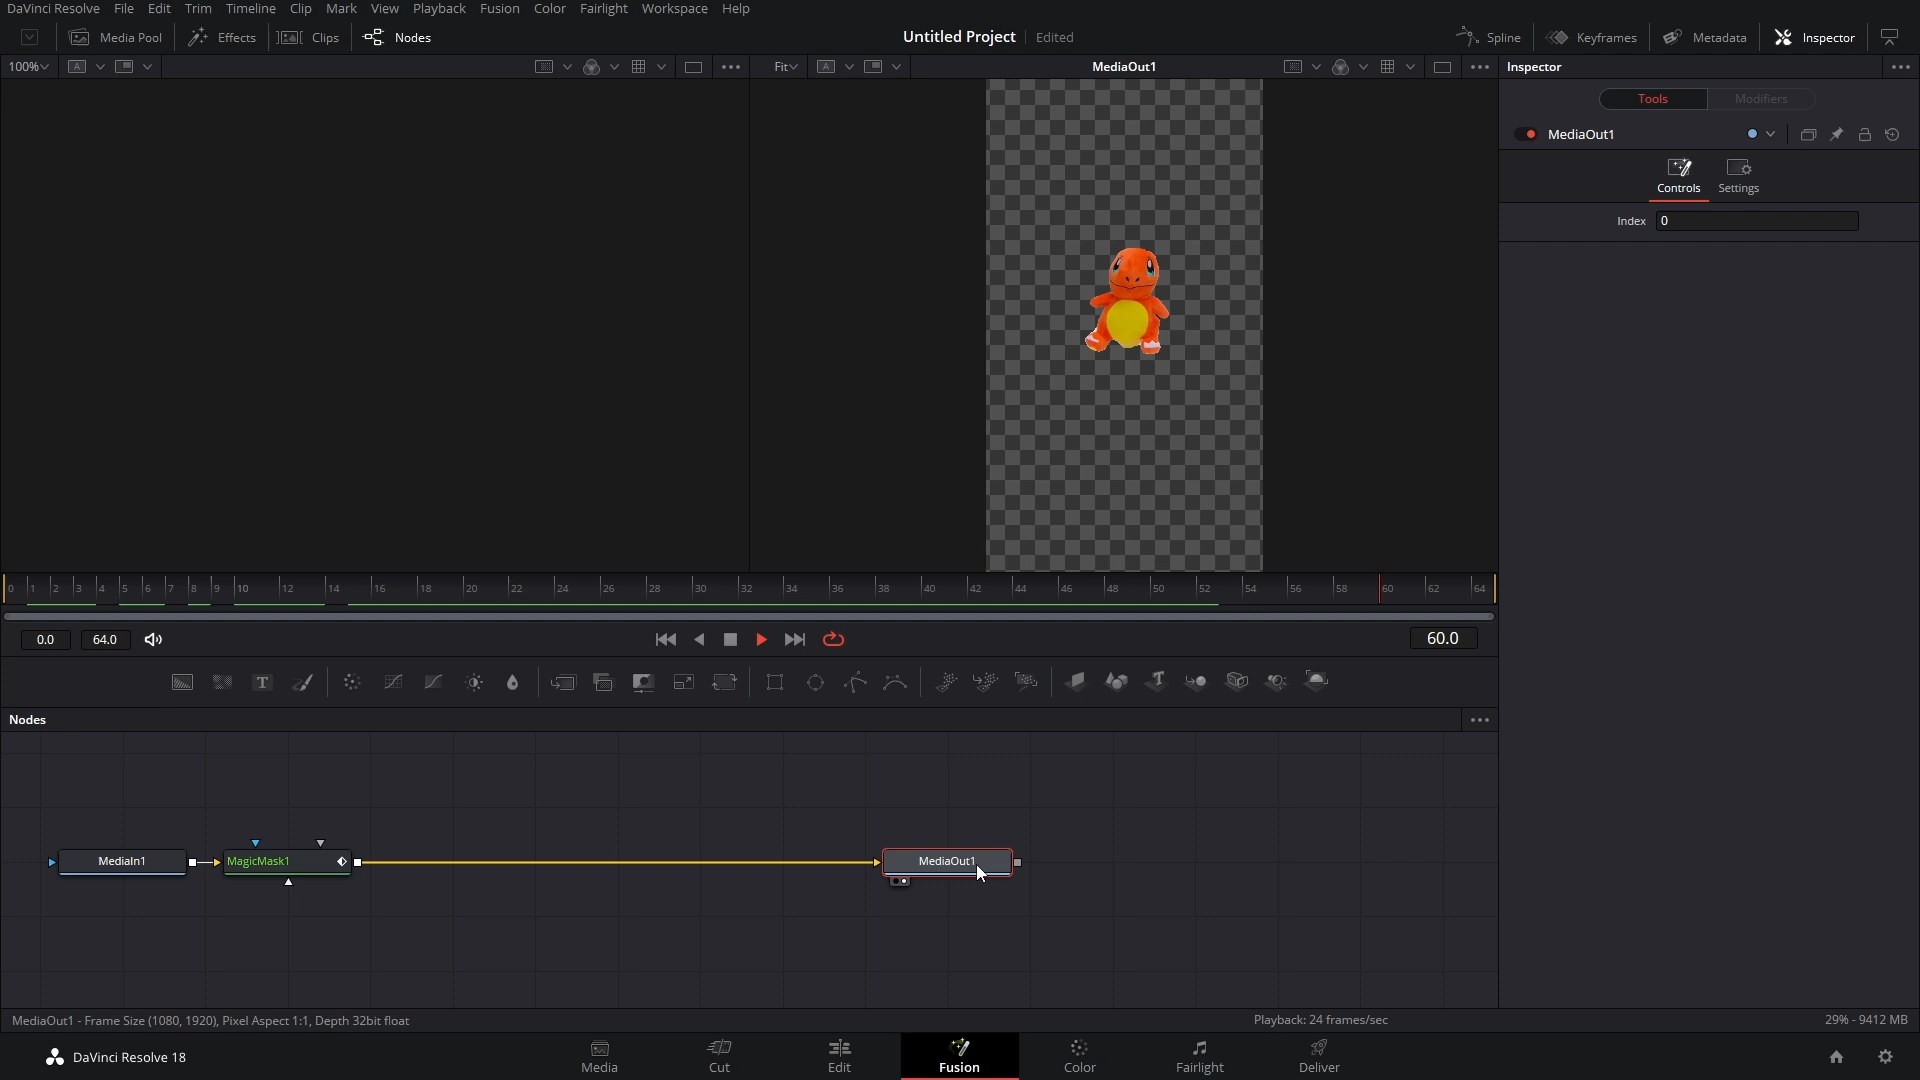 DaVinci Resolve File Edit Trim Timeline Clip Mark View Playback Fusion Color Fairlight Workspace Help
Media Pool Effects Clips Nodes Untitled Project Edited Spline Keyframes Metadata Inspector
100% A Fit A MediaOut1 Inspector
Tools Modifiers
MediaOut1
Controls Settings
Index 0
0 1 2 3 4 5 6 7 8 9 10 12 14 16 18 20 22 24 26 28 30 32 34 36 38 40 42 44 46 48 50 52 54 56 58 60 62 64
0.0 64.0 60.0
T T
Nodes
MediaIn1 MagicMask1 MediaOut1
MediaOut1 - Frame Size (1080, 1920), Pixel Aspect 1:1, Depth 32bit float Playback: 24 frames/sec 29% - 9412 MB
DaVinci Resolve 18 Media Cut Edit Fusion Color Fairlight Deliver